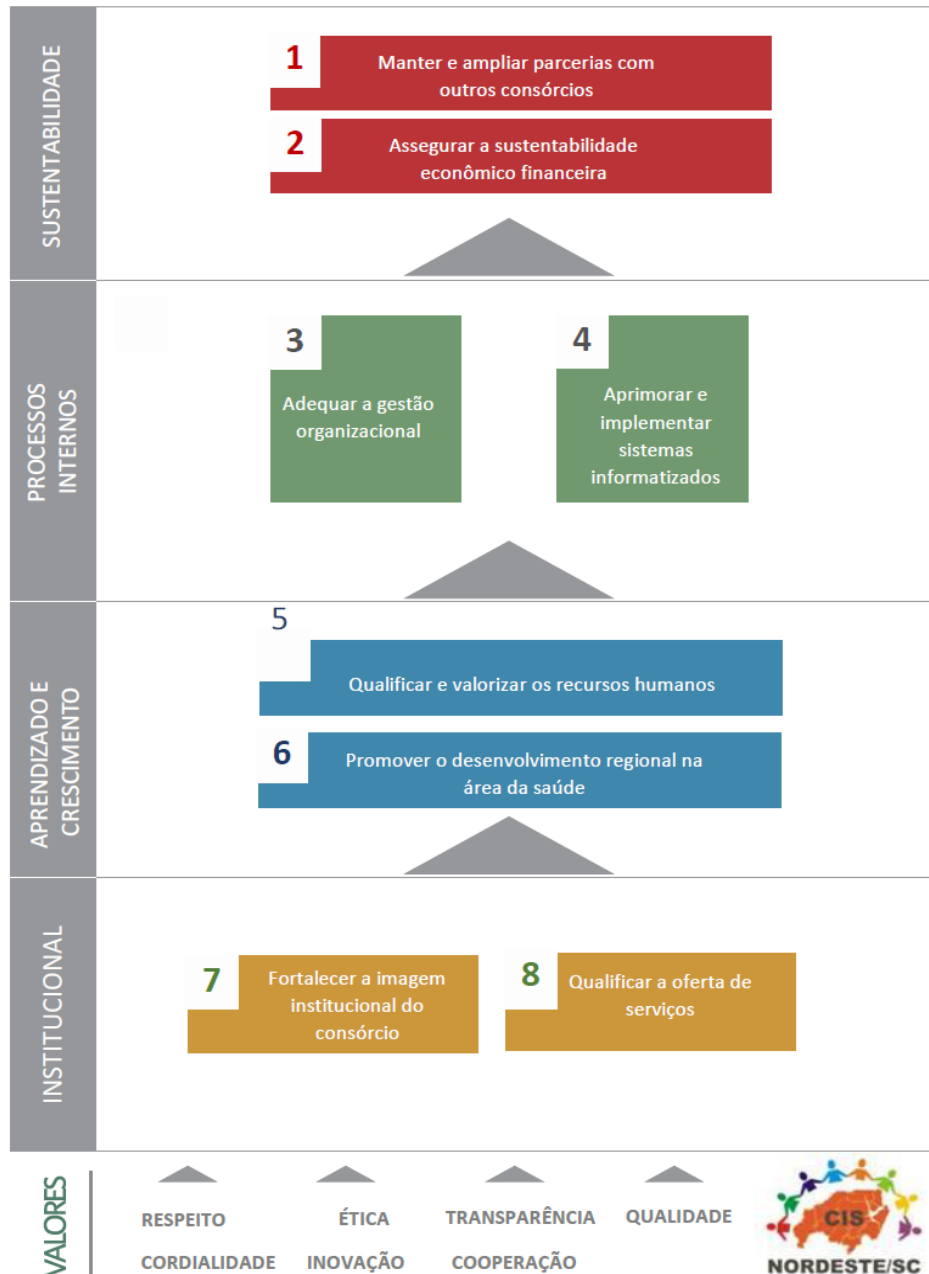 SUSTENTABILIDADE
1
Manter e ampliar parcerias com
outros consórcios
2
Assegurar a sustentabilidade
econômico financeira
PROCESSOS
INTERNOS
3
Adequar a gestão
organizacional
4
Aprimorar e
implementar
sistemas
informatizados
APRENDIZADO E
CRESCIMENTO
5
Qualificar e valorizar os recursos humanos
6
Promover o desenvolvimento regional na
área da saúde
INSTITUCIONAL
7
Fortalecer a imagem
institucional do
consórcio
8
Qualificar a oferta de
serviços
VALORES
RESPEITO ÉTICA TRANSPARÊNCIA QUALIDADE
CORDIALIDADE INOVAÇÃO COOPERAÇÃO
CIS
NORDESTE/SC